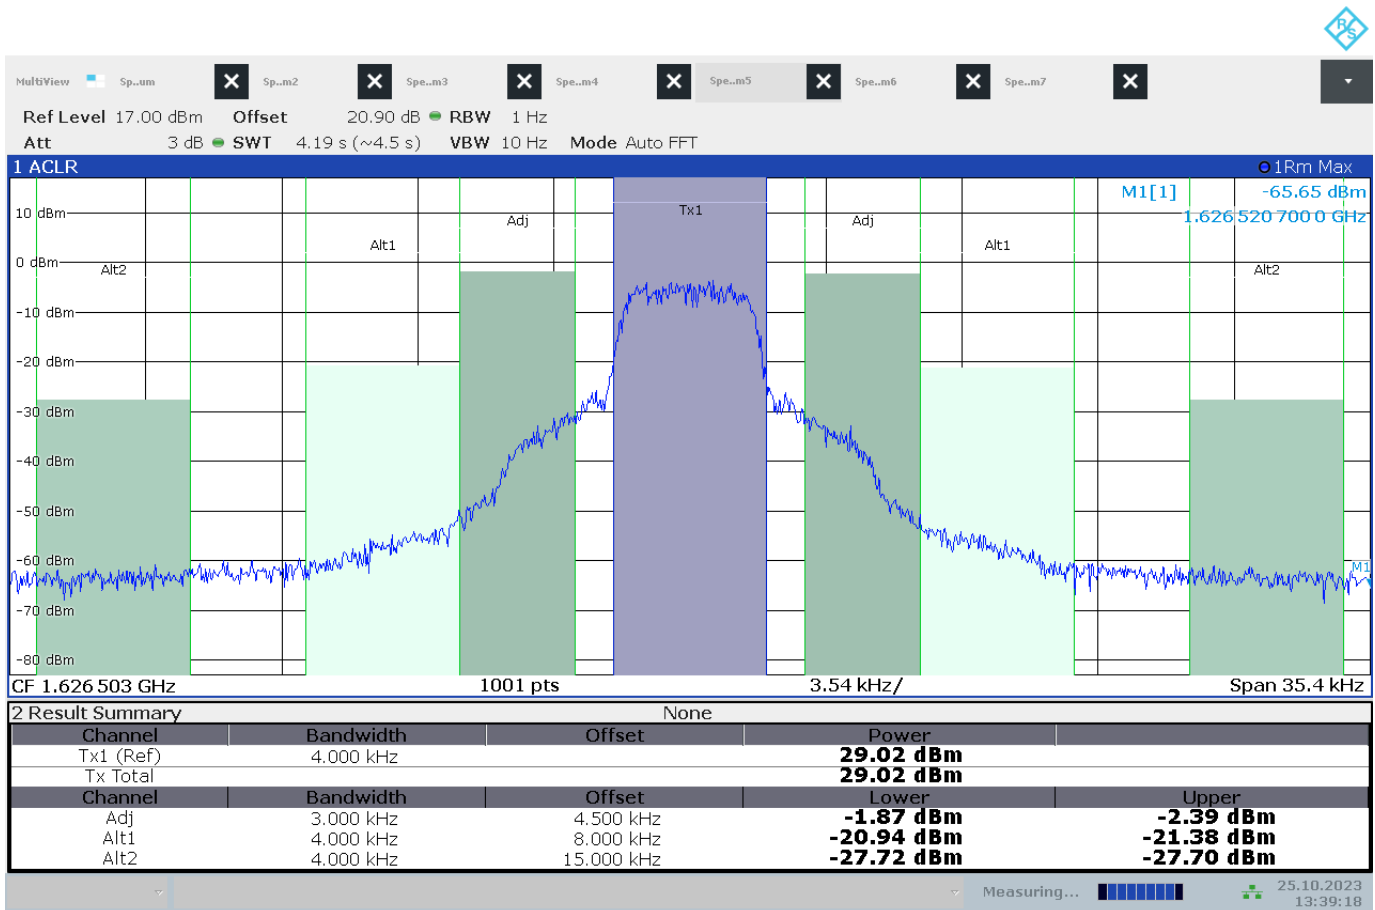 R&S
MultiView Sp..um Sp..m2 Spe..m3 Spe..m4 Spe..m5 Spe..m6 Spe..m7
Ref Level 17.00 dBm Offset 20.90 dB RBW 1 Hz
Att 3 dB SWT 4.19 s (~4.5 s) VBW 10 Hz Mode Auto FFT
1 ACLR 1Rm Max
M1[1] -65.65 dBm
1.626 520 700 0 GHz
10 dBm
Tx1
Adj Adj
Alt1 Alt1
0 dBm
Alt2 Alt2
-10 dBm
-20 dBm
-30 dBm
-40 dBm
-50 dBm
-60 dBm
M1
-70 dBm
-80 dBm
CF 1.626 503 GHz 1001 pts 3.54 kHz/ Span 35.4 kHz
2 Result Summary None
Channel Bandwidth Offset Power
Tx1 (Ref) 4.000 kHz 29.02 dBm
Tx Total 29.02 dBm
Channel Bandwidth Offset Lower Upper
Adj 3.000 kHz 4.500 kHz -1.87 dBm -2.39 dBm
Alt1 4.000 kHz 8.000 kHz -20.94 dBm -21.38 dBm
Alt2 4.000 kHz 15.000 kHz -27.72 dBm -27.70 dBm
Measuring... 25.10.2023
13:39:18